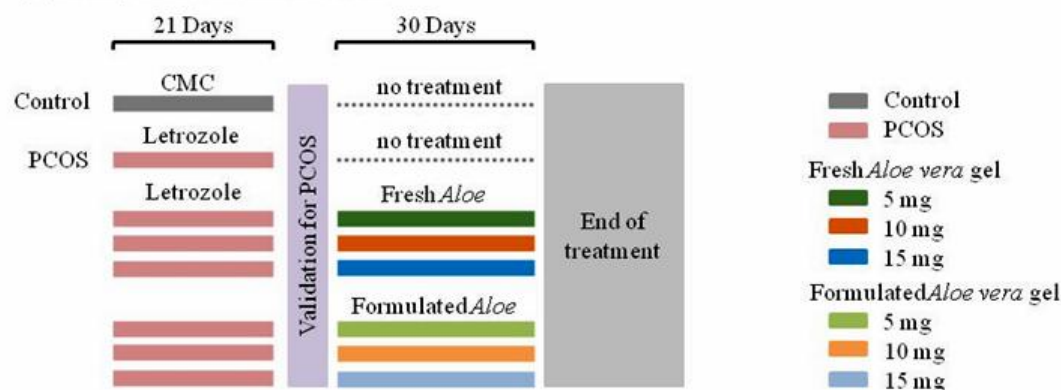 21 Days
30 Days
Control
CMC
no treatment
PCOS
Letrozole
no treatment
Letrozole
Fresh Aloe
Formulated Aloe
Validation for PCOS
End of
treatment
Control
PCOS
Fresh Aloe vera gel
5 mg
10 mg
15 mg
Formulated Aloe vera gel
5 mg
10 mg
15 mg